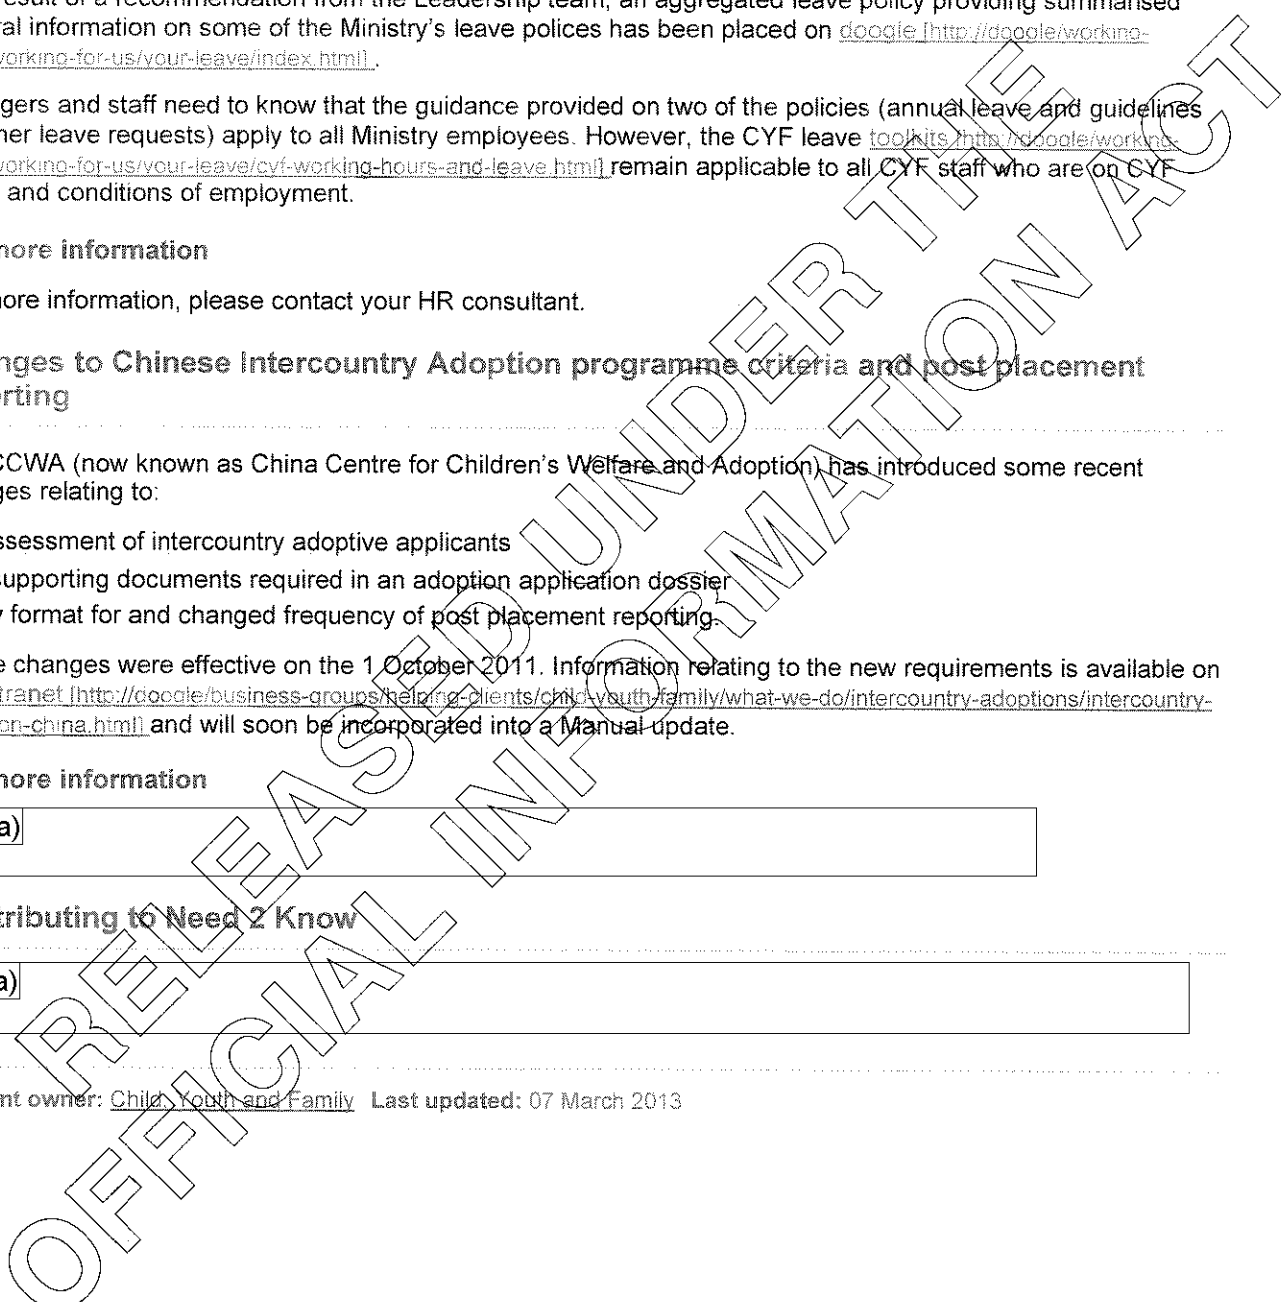 result of a recommendation from the Leadership team, an aggregated leave policy providing summarised
al information on some of the Ministry's leave polices has been placed on doogle [http://doogle/working-
working-for-us/your-leave/index.html] .
gers and staff need to know that the guidance provided on two of the policies (annual leave and guidelines
her leave requests) apply to all Ministry employees. However, the CYF leave toolkits [http://doogle/working-
working-for-us/your-leave/cyf-working-hours-and-leave.html] remain applicable to all CYF staff who are on CYF
and conditions of employment.
more information
more information, please contact your HR consultant.
nges to Chinese Intercountry Adoption programme criteria and post placement
rting
CCWA (now known as China Centre for Children's Welfare and Adoption) has introduced some recent
ges relating to:
ssessment of intercountry adoptive applicants
supporting documents required in an adoption application dossier
format for and changed frequency of post placement reporting.
e changes were effective on the 1 October 2011. Information relating to the new requirements is available on
tranet [http://doogle/business-groups/helping-clients/child-youth-family/what-we-do/intercountry-adoptions/intercountry-
on-china.html] and will soon be incorporated into a Manual update.
more information
a)
tributing to Need 2 Know
a)
nt owner: Child, Youth and Family Last updated: 07 March 2013
RELEASED UNDER THE
OFFICIAL INFORMATION ACT